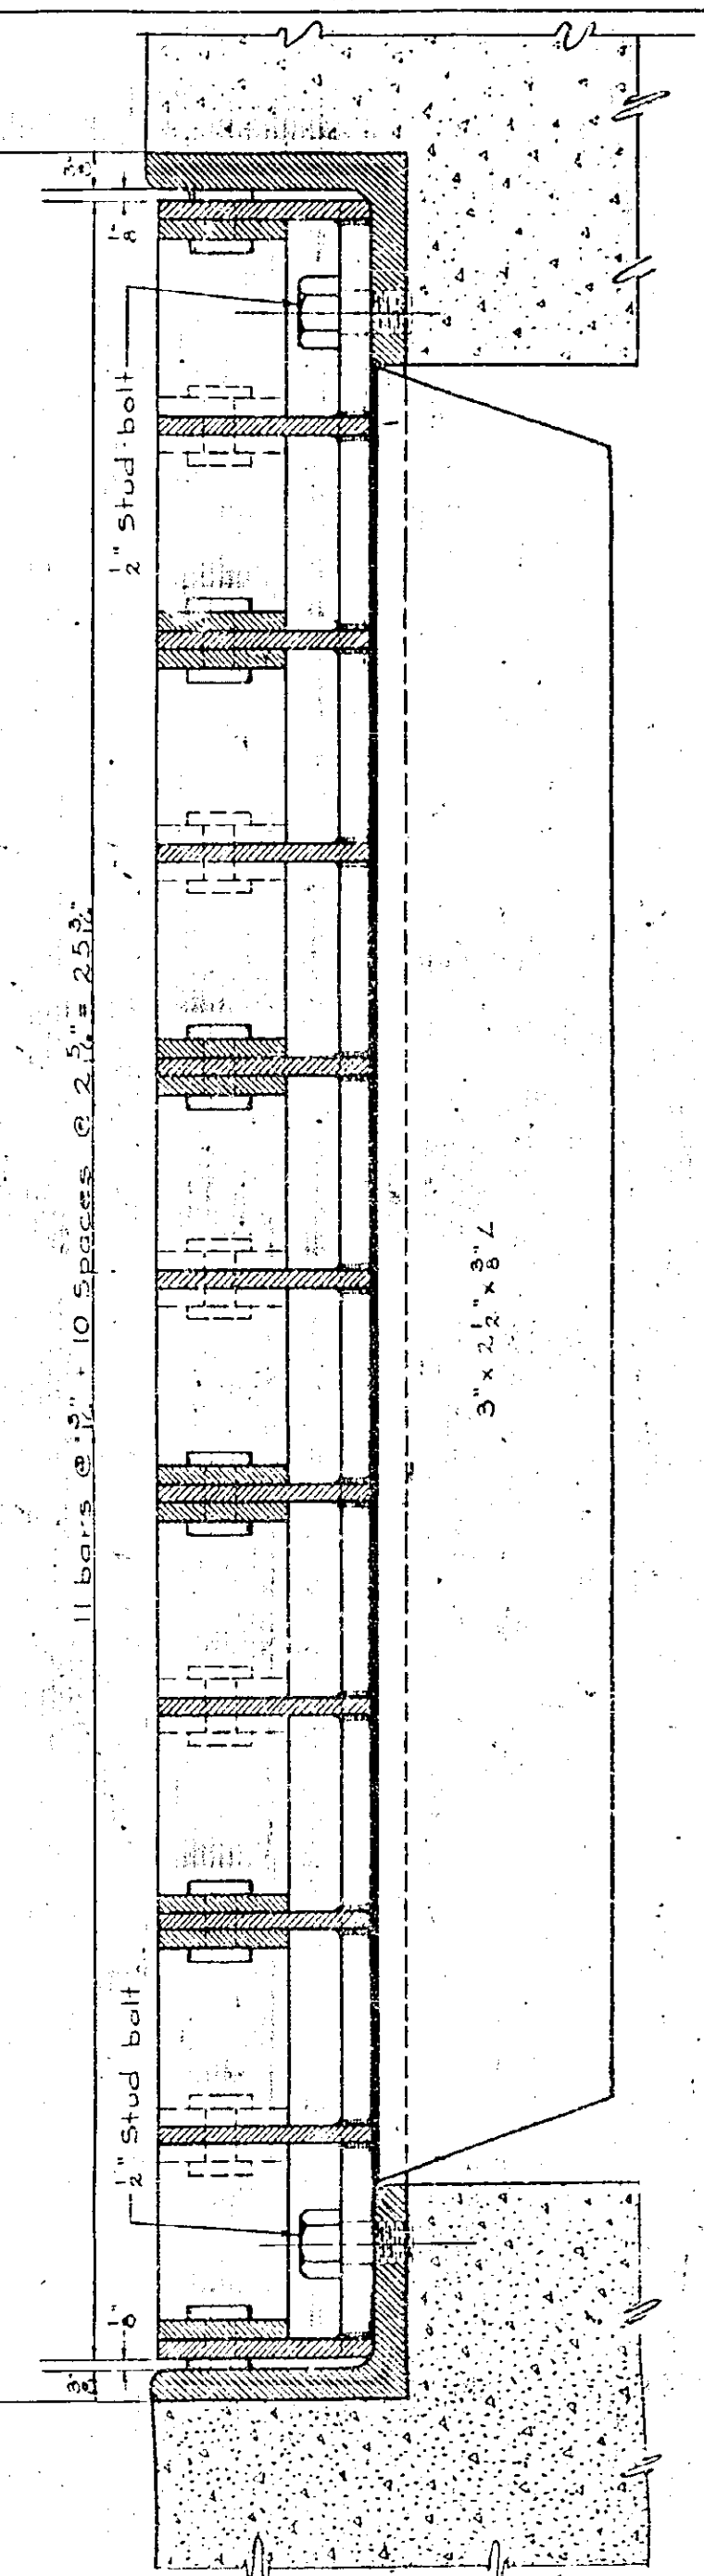 3/8"
1/8"
1/2" Stud bolt
11 bars @ 3/16" + 10 Spaces @ 2 5/16" = 25 3/16"
3" x 2 1/2" x 3/8" L
1/2" Stud bolt
1/8"
3/8"